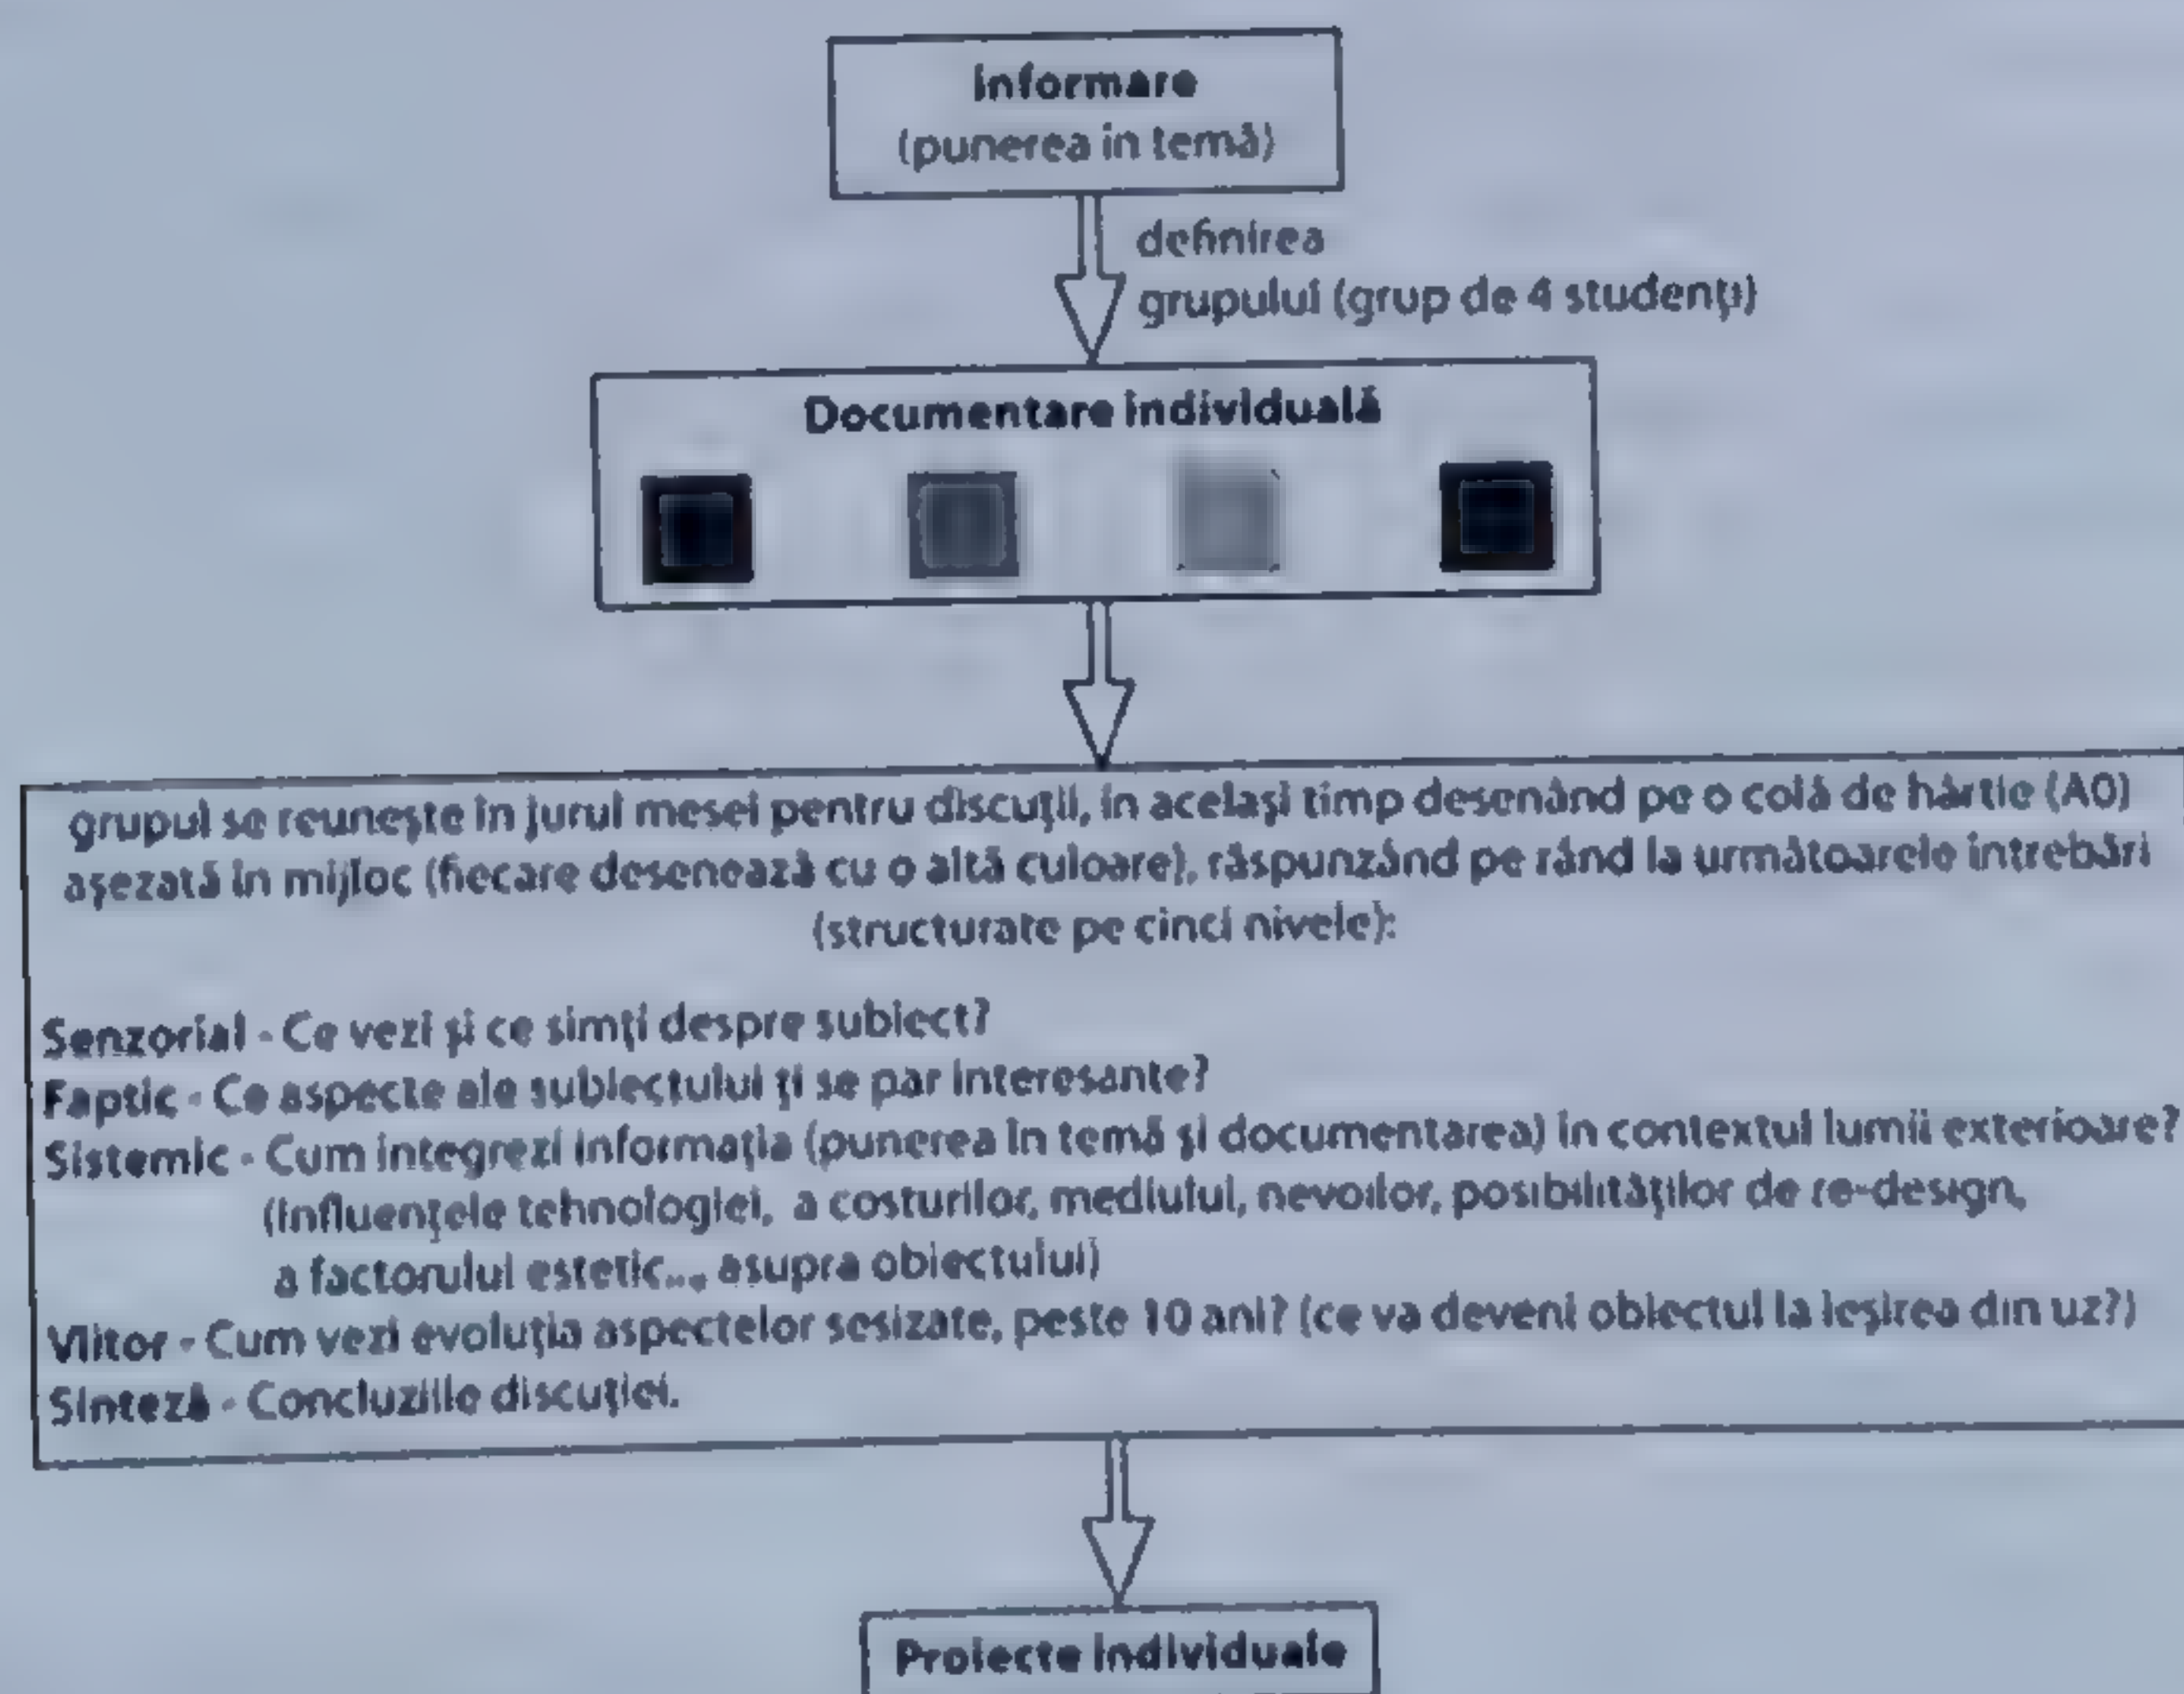 Informare
(punerea in temă)
definirea
grupului (grup de 4 studenţi)
Documentare individuală
grupul se reuneşte în jurul mesei pentru discuţii, în acelaşi timp desenând pe o colă de hârtie (A0)
aşezată în mijloc (fiecare desenează cu o altă culoare), răspunzând pe rând la următoarele întrebări
(structurate pe cinci nivele):
Senzorial - Ce vezi şi ce simţi despre subiect?
Faptic - Ce aspecte ale subiectului ţi se par interesante?
Sistemic - Cum integrezi informaţia (punerea în temă şi documentarea) în contextul lumii exterioare?
(Influenţele tehnologiei, a costurilor, mediului, nevoilor, posibilităţilor de re-design,
a factorului estetic..., asupra obiectului)
Viitor - Cum vezi evoluţia aspectelor sesizate, peste 10 ani? (ce va deveni obiectul la ieşirea din uz?)
Sinteză - Concluziile discuţiei.
Proiecte individuale